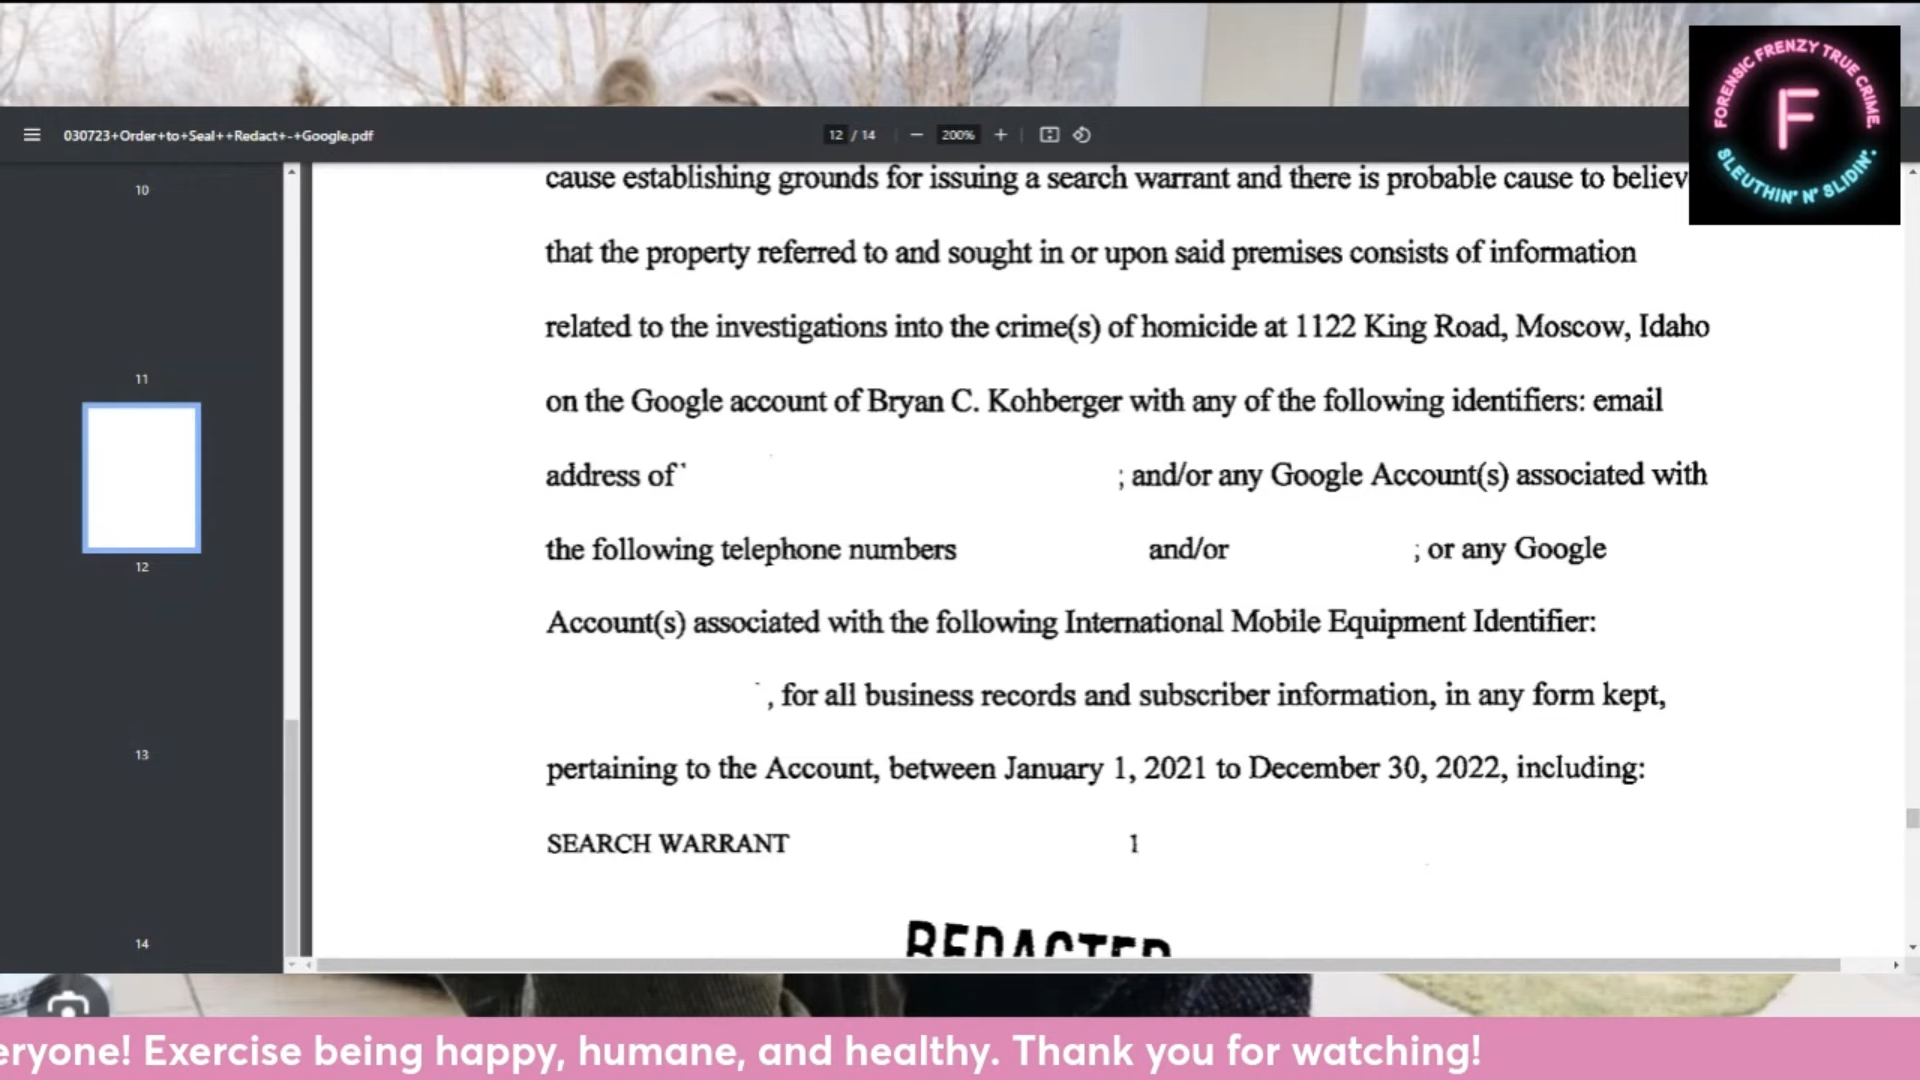 FORENSIC FRENZY TRUE CRIME.
F
SLEUTHIN' N' SLIDIN'.
030723+Order+to+Seal++Redact+-+Google.pdf
12 / 14
200%
10
11
12
13
14
cause establishing grounds for issuing a search warrant and there is probable cause to believ
that the property referred to and sought in or upon said premises consists of information
related to the investigations into the crime(s) of homicide at 1122 King Road, Moscow, Idaho
on the Google account of Bryan C. Kohberger with any of the following identifiers: email
address of ; and/or any Google Account(s) associated with
the following telephone numbers and/or ; or any Google
Account(s) associated with the following International Mobile Equipment Identifier:
, for all business records and subscriber information, in any form kept,
pertaining to the Account, between January 1, 2021 to December 30, 2022, including:
SEARCH WARRANT 1
REDACTED
eryone! Exercise being happy, humane, and healthy. Thank you for watching!